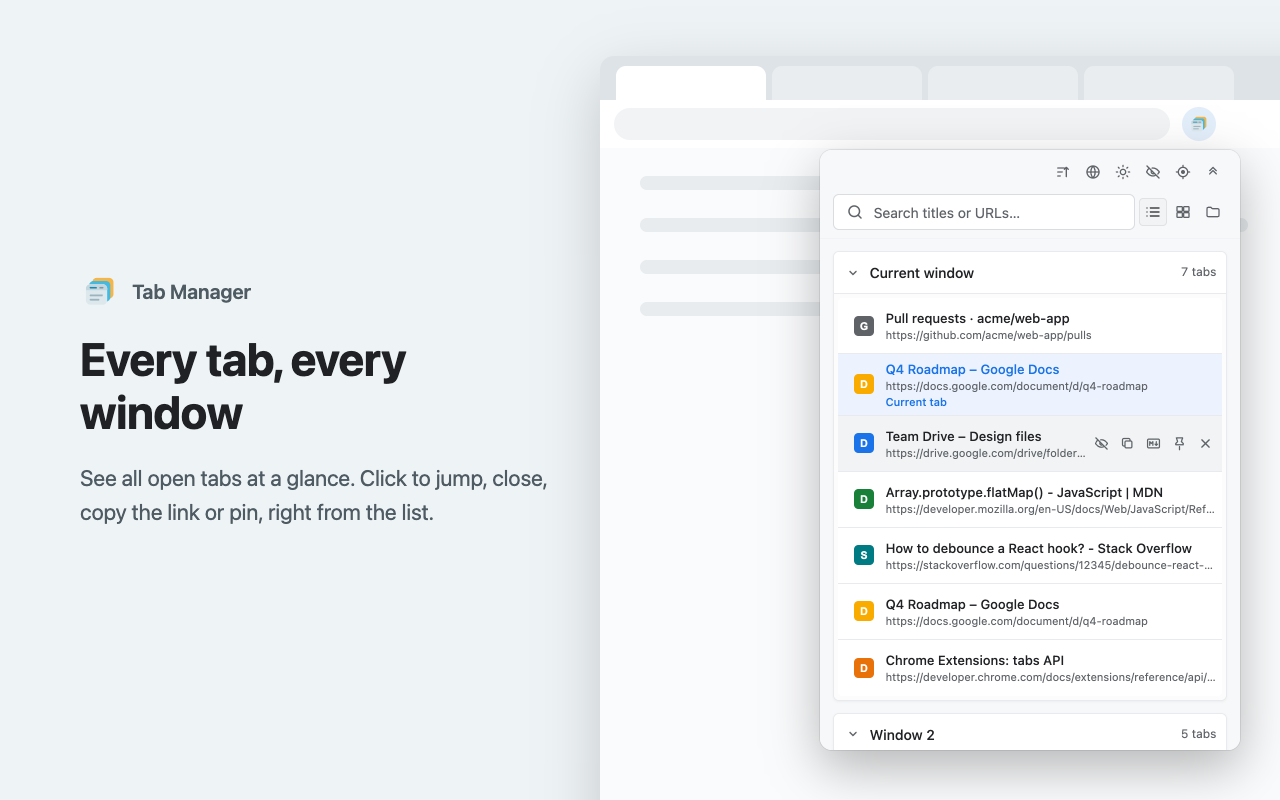 Tab Manager
Every tab, every
window
See all open tabs at a glance. Click to jump, close,
copy the link or pin, right from the list.
Search titles or URLs...
Current window
7 tabs
G
Pull requests · acme/web-app
https://github.com/acme/web-app/pulls
D
Q4 Roadmap – Google Docs
https://docs.google.com/document/d/q4-roadmap
Current tab
D
Team Drive – Design files
https://drive.google.com/drive/folder...
D
Array.prototype.flatMap() - JavaScript | MDN
https://developer.mozilla.org/en-US/docs/Web/JavaScript/Ref...
S
How to debounce a React hook? - Stack Overflow
https://stackoverflow.com/questions/12345/debounce-react-...
D
Q4 Roadmap – Google Docs
https://docs.google.com/document/d/q4-roadmap
D
Chrome Extensions: tabs API
https://developer.chrome.com/docs/extensions/reference/api/...
Window 2
5 tabs